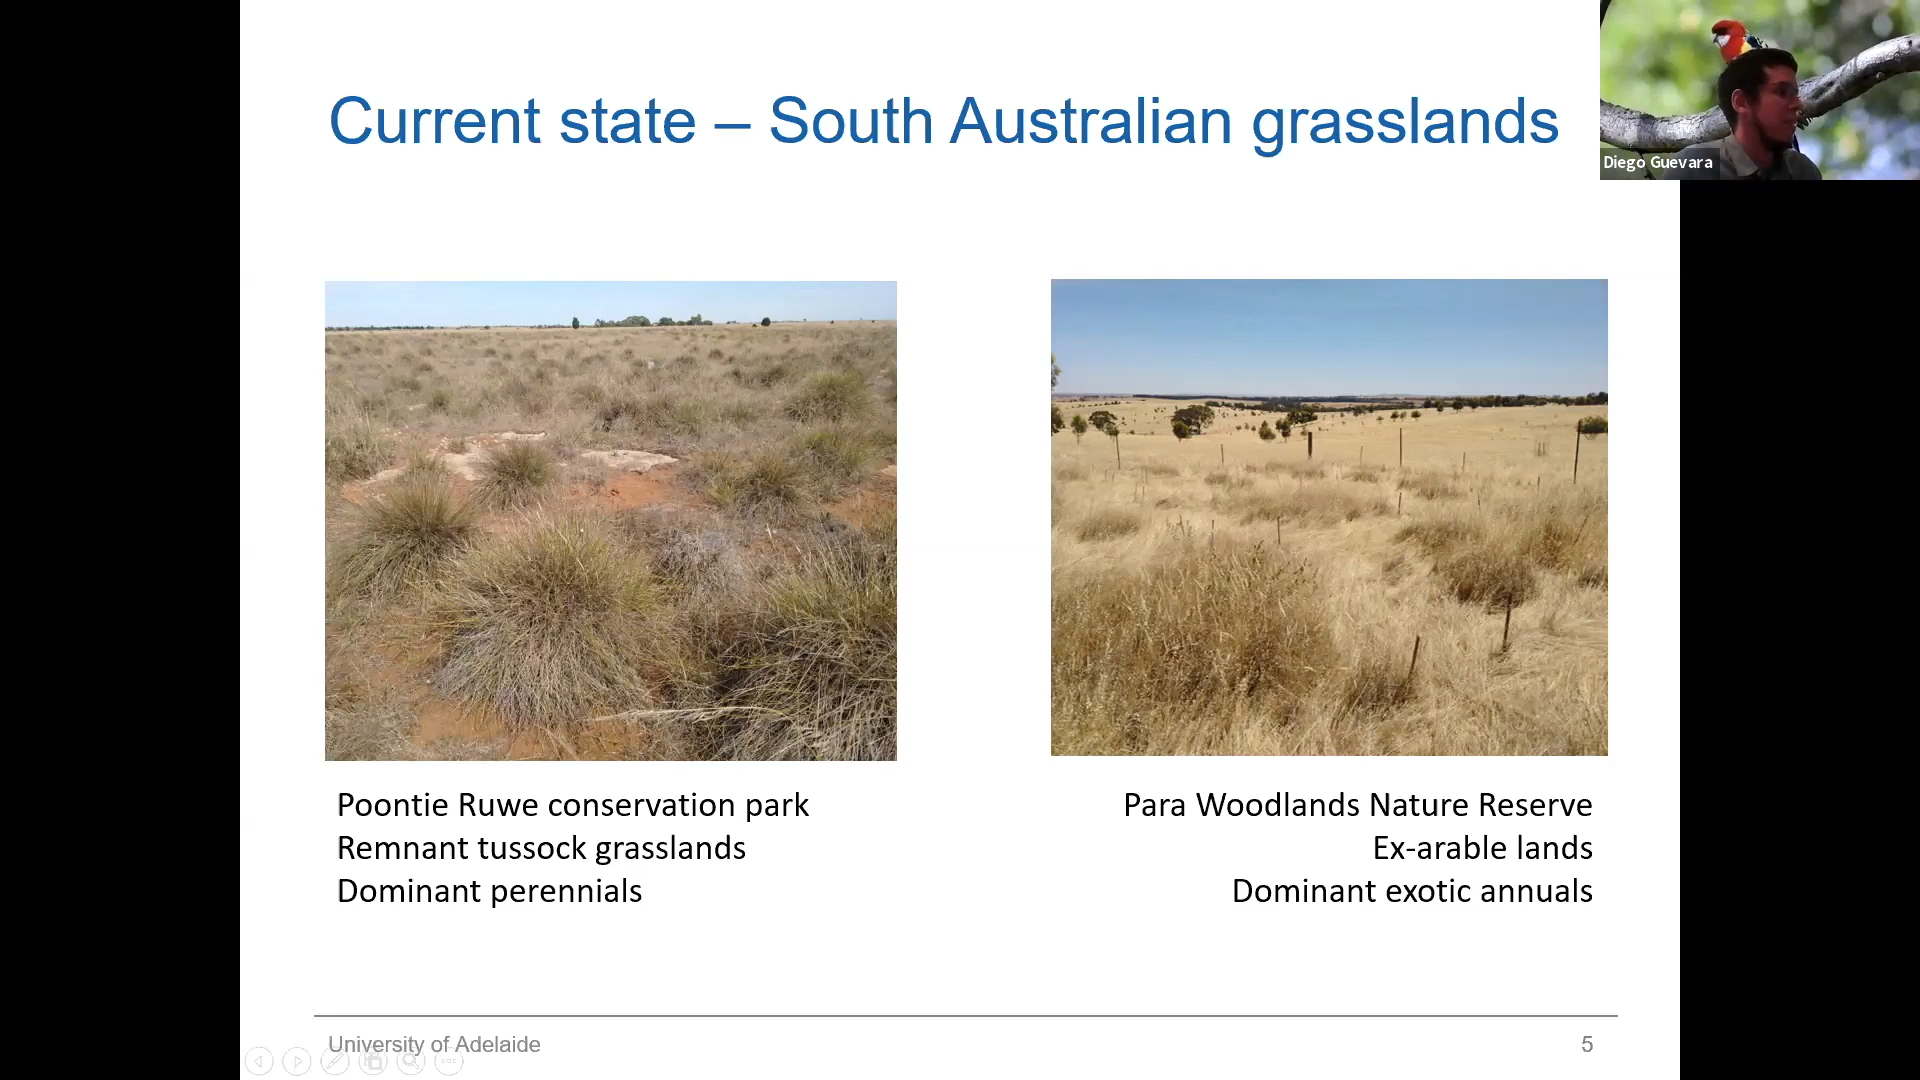 Current state – South Australian grasslands
Diego Guevara
Poontie Ruwe conservation park
Remnant tussock grasslands
Dominant perennials
Para Woodlands Nature Reserve
Ex-arable lands
Dominant exotic annuals
University of Adelaide
5